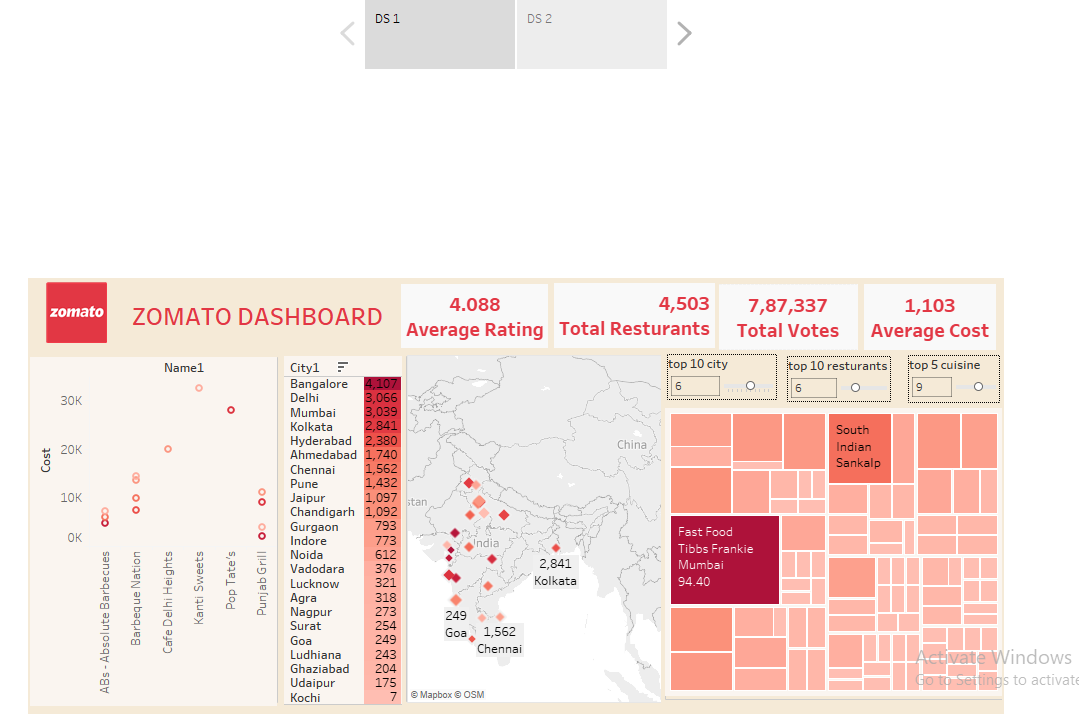 DS 1
DS 2
zomato
ZOMATO DASHBOARD
4.088
Average Rating
4,503
Total Resturants
7,87,337
Total Votes
1,103
Average Cost
Name1
Cost
30K
20K
10K
0K
ABs - Absolute Barbecues
Barbeque Nation
Cafe Delhi Heights
Kanti Sweets
Pop Tate's
Punjab Grill
City1
Bangalore 4,107
Delhi 3,066
Mumbai 3,039
Kolkata 2,841
Hyderabad 2,380
Ahmedabad 1,740
Chennai 1,562
Pune 1,432
Jaipur 1,097
Chandigarh 1,092
Gurgaon 793
Indore 773
Noida 612
Vadodara 376
Lucknow 321
Agra 318
Nagpur 273
Surat 254
Goa 249
Ludhiana 243
Ghaziabad 204
Udaipur 175
Kochi 7
China
stan
India
2,841
Kolkata
249
Goa
1,562
Chennai
© Mapbox © OSM
top 10 city
6
top 10 resturants
6
top 5 cuisine
9
South
Indian
Sankalp
Fast Food
Tibbs Frankie
Mumbai
94.40
Activate Windows
Go to Settings to activate